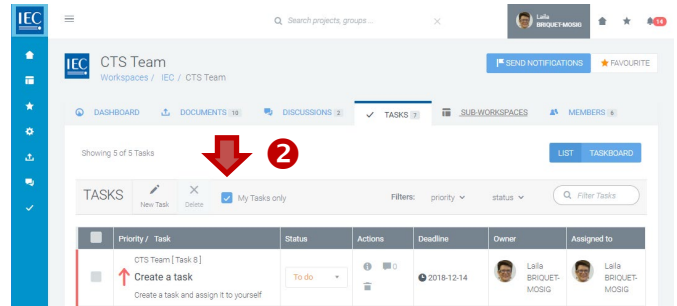 IEC
Search projects, groups ...
Laila
BRIQUET-MOSIG
14
IEC
CTS Team
Workspaces / IEC / CTS Team
SEND NOTIFICATIONS
FAVOURITE
DASHBOARD
DOCUMENTS 10
DISCUSSIONS 2
TASKS 7
SUB-WORKSPACES
MEMBERS 8
Showing 5 of 5 Tasks
2
LIST
TASKBOARD
TASKS
New Task
Delete
My Tasks only
Filters:
priority
status
Filter Tasks
Priority / Task
Status
Actions
Deadline
Owner
Assigned to
CTS Team [ Task 8 ]
Create a task
Create a task and assign it to yourself
To do
0
2018-12-14
Laila
BRIQUET-
MOSIG
Laila
BRIQUET-
MOSIG